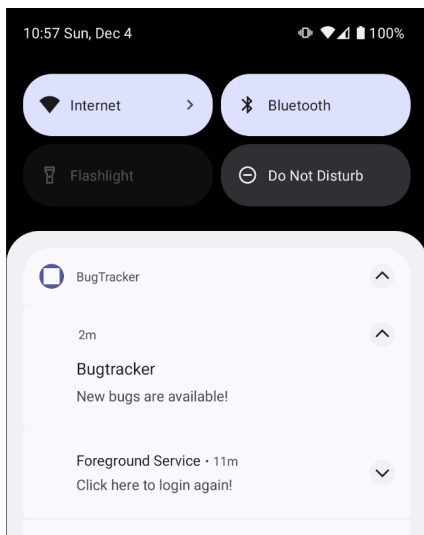 10:57 Sun, Dec 4 100%
Internet Bluetooth
Flashlight Do Not Disturb
BugTracker
2m
Bugtracker
New bugs are available!
Foreground Service • 11m
Click here to login again!